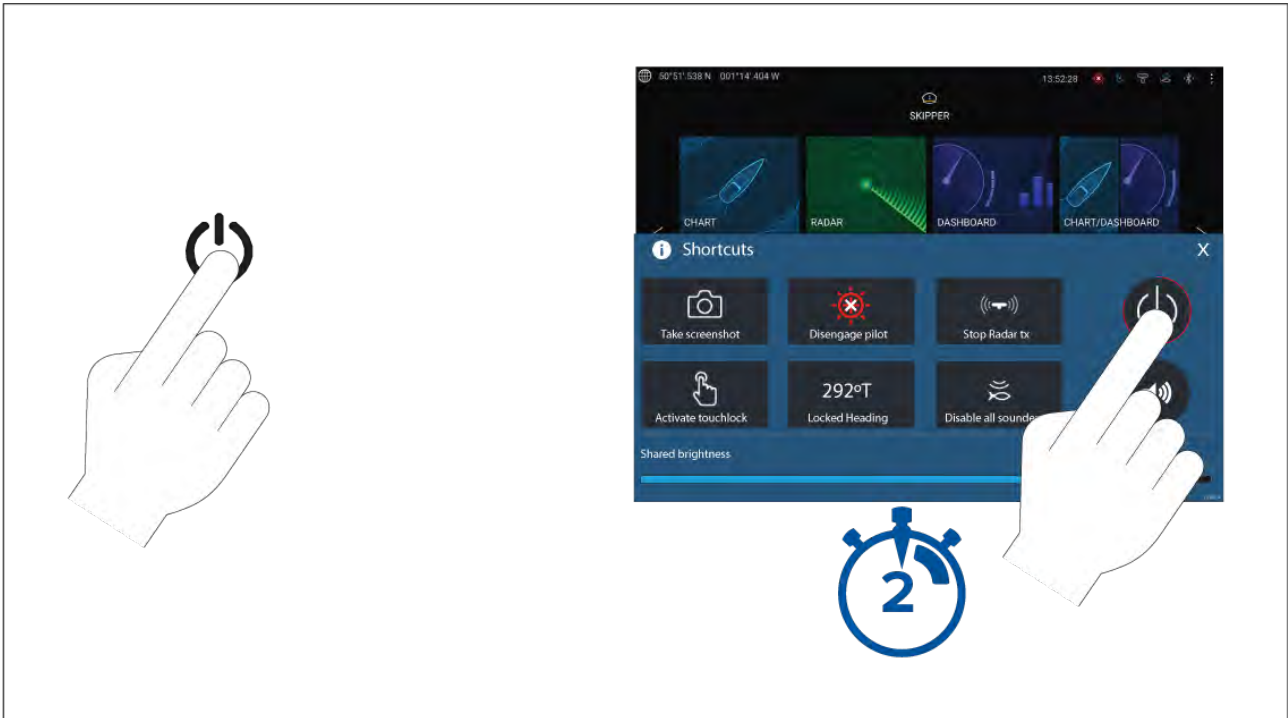 50°51'.538 N 001°14'.404 W
13:52:28
SKIPPER
CHART
RADAR
DASHBOARD
CHART/DASHBOARD
Shortcuts
X
Take screenshot
Disengage pilot
Stop Radar tx
292ºT
Activate touchlock
Locked Heading
Disable all sounde
Shared brightness
2